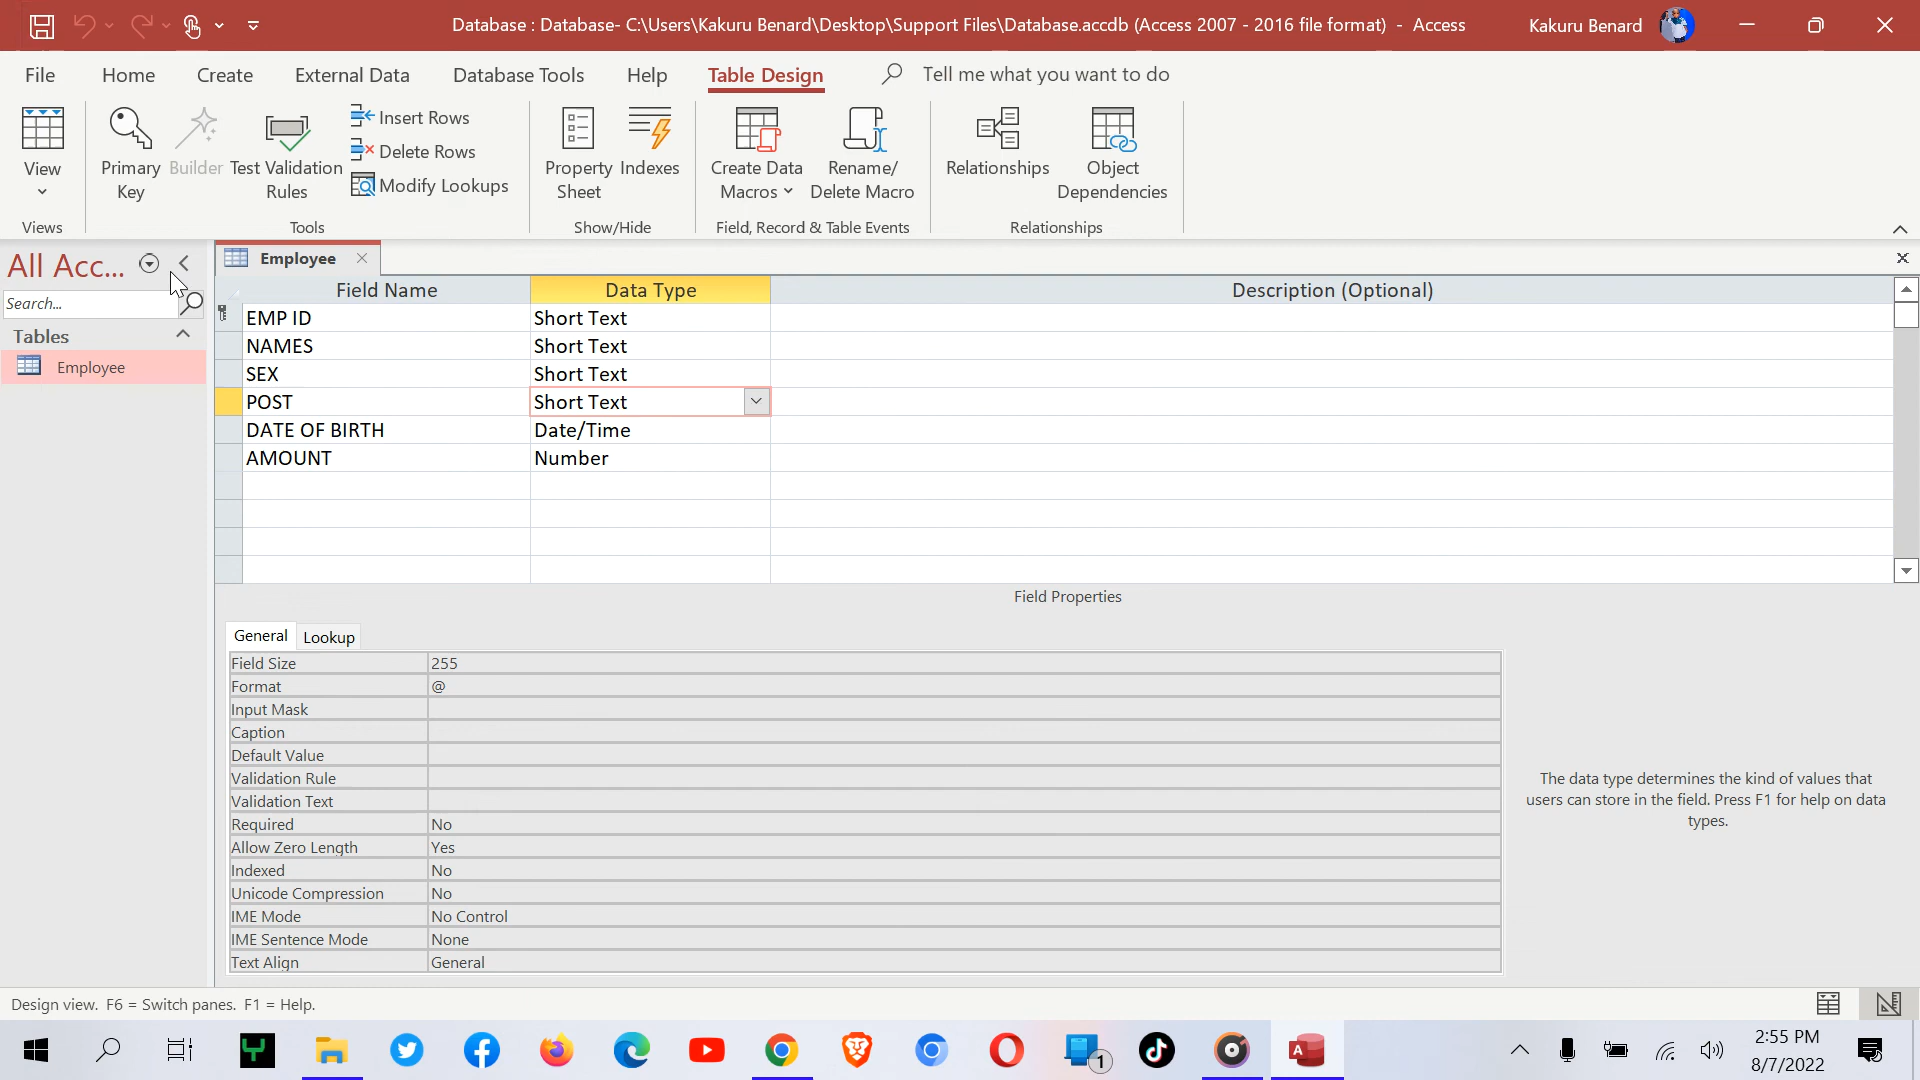 Database : Database- C:\Users\Kakuru Benard\Desktop\Support Files\Database.accdb (Access 2007 - 2016 file format) - Access
Kakuru Benard
File Home Create External Data Database Tools Help Table Design Tell me what you want to do
View
Views
Primary
Key
Builder
Test Validation
Rules
Insert Rows
Delete Rows
Modify Lookups
Tools
Property
Sheet
Indexes
Show/Hide
Create Data
Macros
Rename/
Delete Macro
Field, Record & Table Events
Relationships
Object
Dependencies
Relationships
All Acc...
Search...
Tables
Employee
Employee
Field Name Data Type Description (Optional)
EMP ID Short Text
NAMES Short Text
SEX Short Text
POST Short Text
DATE OF BIRTH Date/Time
AMOUNT Number
Field Properties
General Lookup
Field Size 255
Format @
Input Mask
Caption
Default Value
Validation Rule
Validation Text
Required No
Allow Zero Length Yes
Indexed No
Unicode Compression No
IME Mode No Control
IME Sentence Mode None
Text Align General
The data type determines the kind of values that
users can store in the field. Press F1 for help on data
types.
Design view. F6 = Switch panes. F1 = Help.
1
A
2:55 PM
8/7/2022